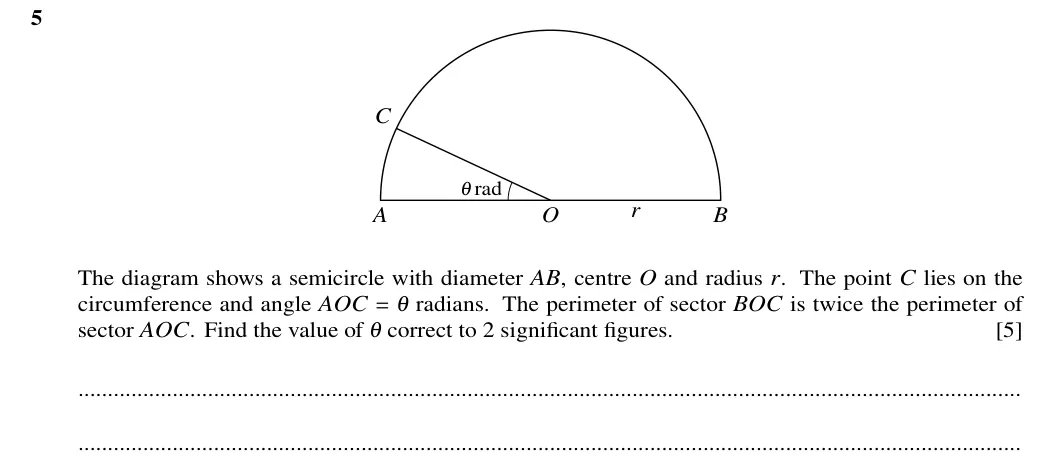 5
C
θ rad
A
O
r
B
The diagram shows a semicircle with diameter AB, centre O and radius r. The point C lies on the
circumference and angle AOC = θ radians. The perimeter of sector BOC is twice the perimeter of
sector AOC. Find the value of θ correct to 2 significant figures. [5]